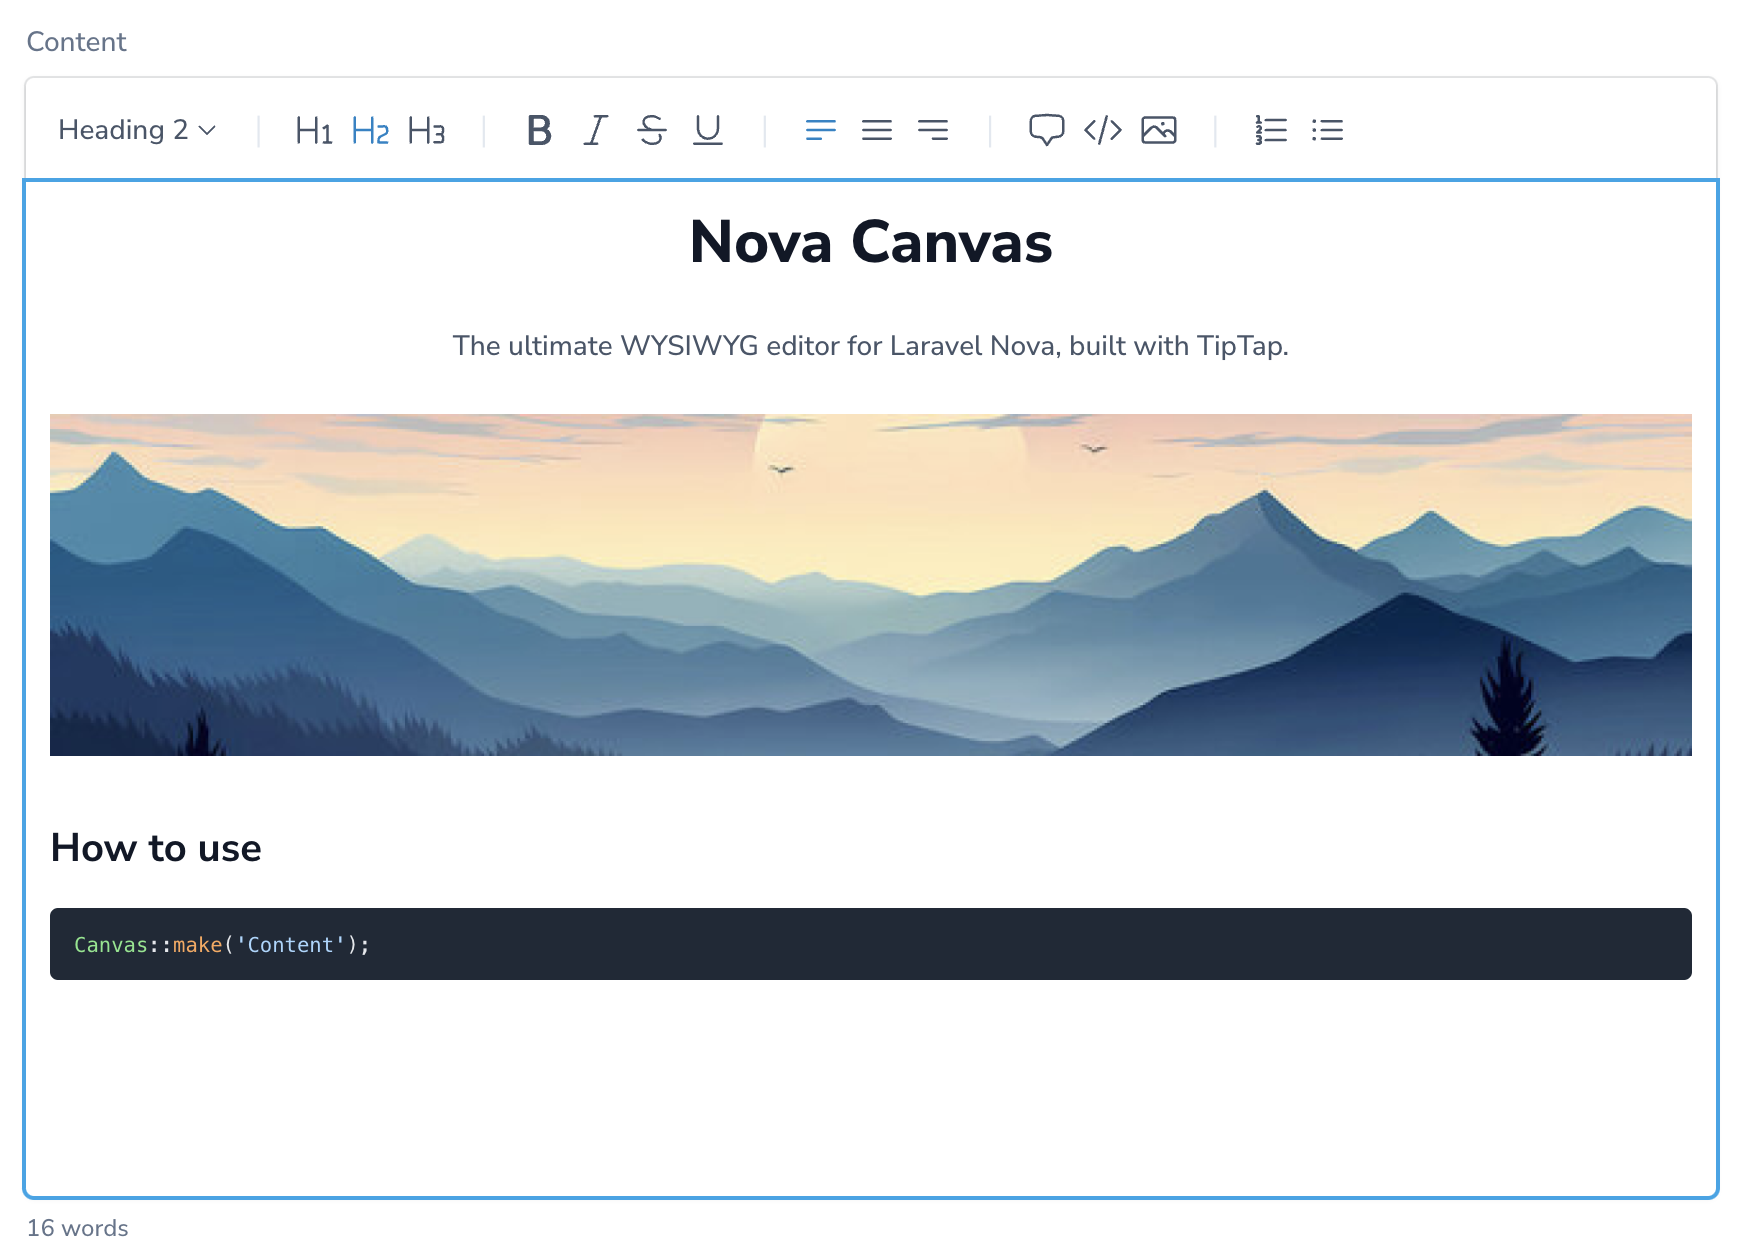 Content
Heading 2
H1 H2 H3 B I S U
Nova Canvas
The ultimate WYSIWYG editor for Laravel Nova, built with TipTap.
How to use
Canvas::make('Content');
16 words